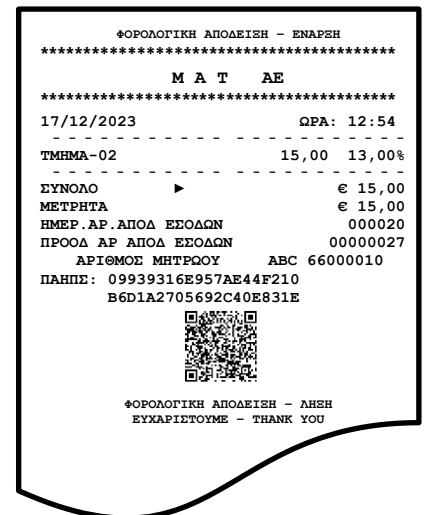 ΦΟΡΟΛΟΓΙΚΗ ΑΠΟΔΕΙΞΗ – ΕΝΑΡΞΗ
******************************************
Μ Α Τ ΑΕ
******************************************
17/12/2023 ΩΡΑ: 12:54
- - - - - - - - - - - - - - - - - - - - -
ΤΜΗΜΑ-02 15,00 13,00%
- - - - - - - - - - - - - - - - - - - - -
ΣΥΝΟΛΟ ► € 15,00
ΜΕΤΡΗΤΑ € 15,00
ΗΜΕΡ.ΑΡ.ΑΠΟΔ ΕΣΟΔΩΝ 000020
ΠΡΟΟΔ ΑΡ ΑΠΟΔ ΕΣΟΔΩΝ 00000027
ΑΡΙΘΜΟΣ ΜΗΤΡΩΟΥ ABC 66000010
ΠΑΗΠΣ: 09939316E957AE44F210
B6D1A2705692C40E831E
ΦΟΡΟΛΟΓΙΚΗ ΑΠΟΔΕΙΞΗ – ΛΗΞΗ
ΕΥΧΑΡΙΣΤΟΥΜΕ – THANK YOU